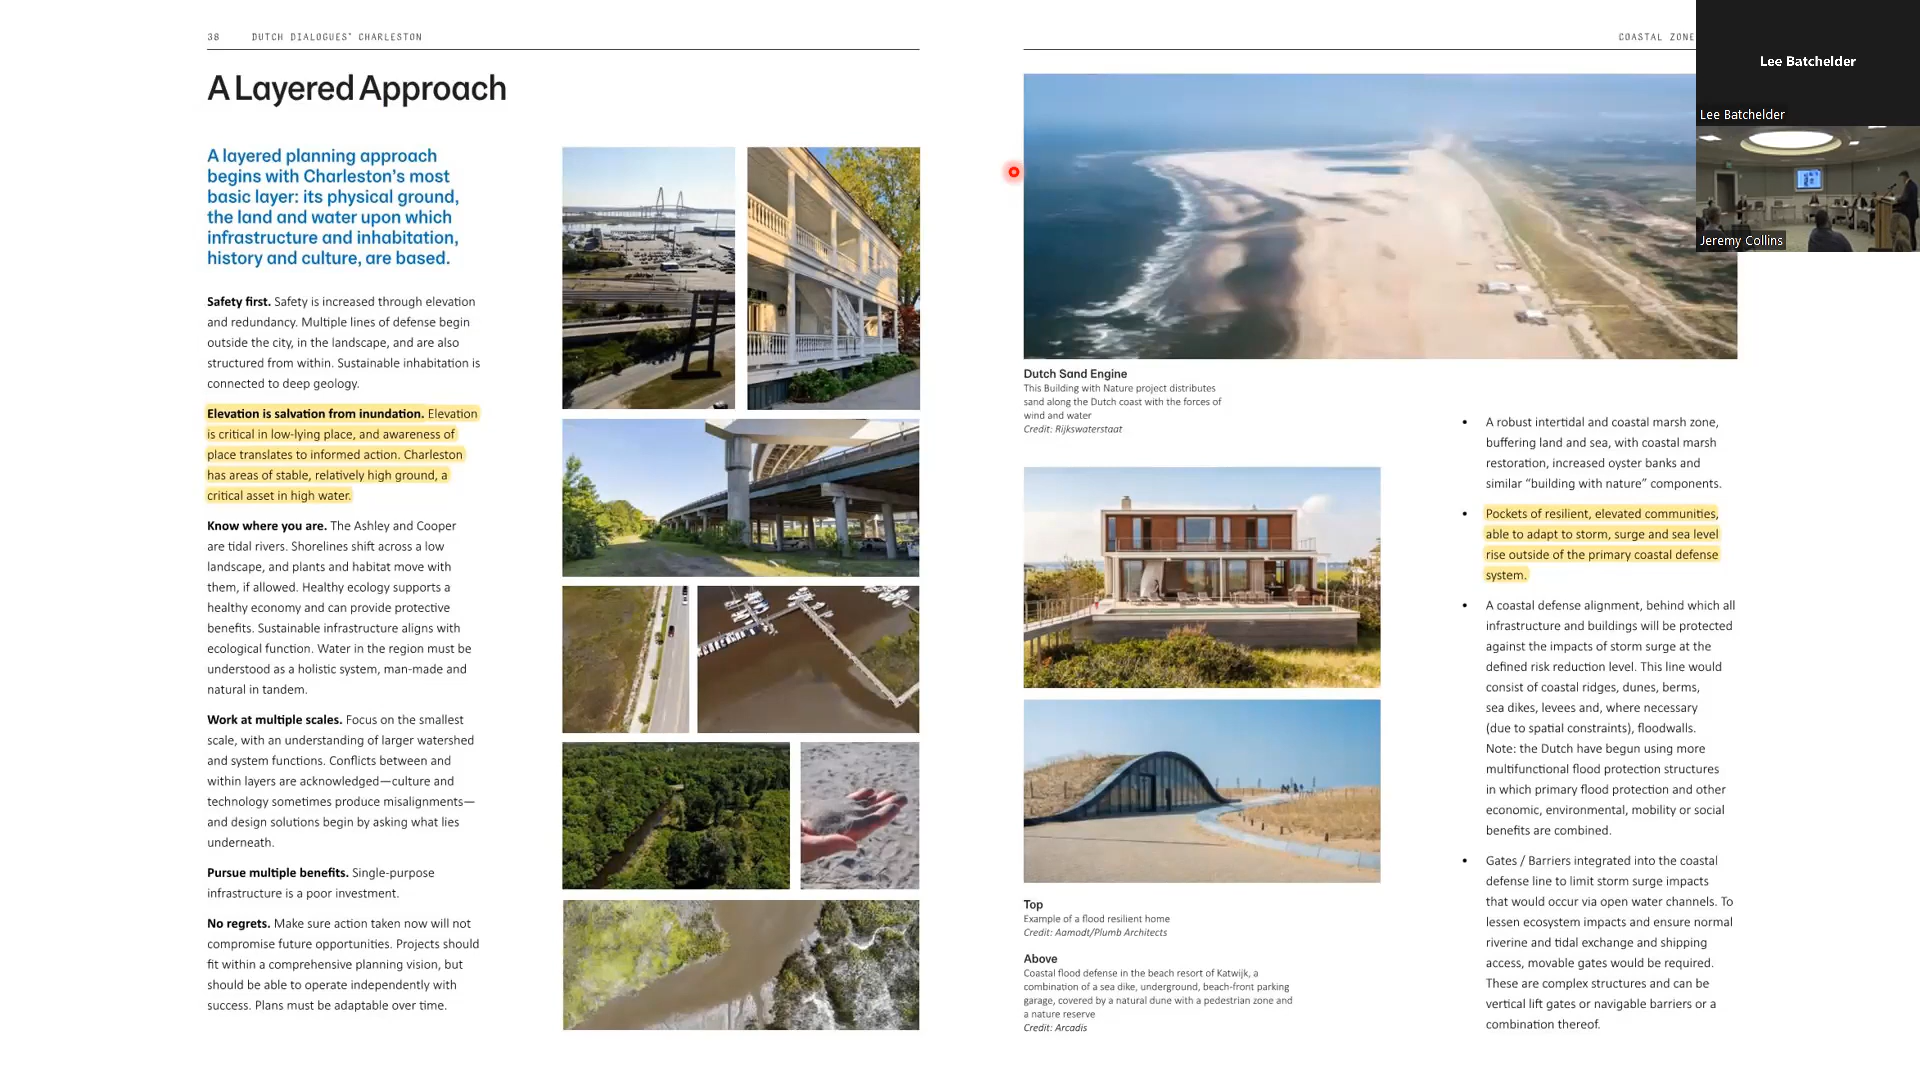 38 DUTCH DIALOGUES™ CHARLESTON
A Layered Approach
A layered planning approach
begins with Charleston's most
basic layer: its physical ground,
the land and water upon which
infrastructure and inhabitation,
history and culture, are based.
Safety first. Safety is increased through elevation
and redundancy. Multiple lines of defense begin
outside the city, in the landscape, and are also
structured from within. Sustainable inhabitation is
connected to deep geology.
Elevation is salvation from inundation. Elevation
is critical in low-lying place, and awareness of
place translates to informed action. Charleston
has areas of stable, relatively high ground, a
critical asset in high water.
Know where you are. The Ashley and Cooper
are tidal rivers. Shorelines shift across a low
landscape, and plants and habitat move with
them, if allowed. Healthy ecology supports a
healthy economy and can provide protective
benefits. Sustainable infrastructure aligns with
ecological function. Water in the region must be
understood as a holistic system, man-made and
natural in tandem.
Work at multiple scales. Focus on the smallest
scale, with an understanding of larger watershed
and system functions. Conflicts between and
within layers are acknowledged—culture and
technology sometimes produce misalignments—
and design solutions begin by asking what lies
underneath.
Pursue multiple benefits. Single-purpose
infrastructure is a poor investment.
No regrets. Make sure action taken now will not
compromise future opportunities. Projects should
fit within a comprehensive planning vision, but
should be able to operate independently with
success. Plans must be adaptable over time.
COASTAL ZONE
Dutch Sand Engine
This Building with Nature project distributes
sand along the Dutch coast with the forces of
wind and water
Credit: Rijkswaterstaat
Top
Example of a flood resilient home
Credit: Aamodt/Plumb Architects
Above
Coastal flood defense in the beach resort of Katwijk, a
combination of a sea dike, underground, beach-front parking
garage, covered by a natural dune with a pedestrian zone and
a nature reserve
Credit: Arcadis
• A robust intertidal and coastal marsh zone,
buffering land and sea, with coastal marsh
restoration, increased oyster banks and
similar "building with nature" components.
• Pockets of resilient, elevated communities,
able to adapt to storm, surge and sea level
rise outside of the primary coastal defense
system.
• A coastal defense alignment, behind which all
infrastructure and buildings will be protected
against the impacts of storm surge at the
defined risk reduction level. This line would
consist of coastal ridges, dunes, berms,
sea dikes, levees and, where necessary
(due to spatial constraints), floodwalls.
Note: the Dutch have begun using more
multifunctional flood protection structures
in which primary flood protection and other
economic, environmental, mobility or social
benefits are combined.
• Gates / Barriers integrated into the coastal
defense line to limit storm surge impacts
that would occur via open water channels. To
lessen ecosystem impacts and ensure normal
riverine and tidal exchange and shipping
access, movable gates would be required.
These are complex structures and can be
vertical lift gates or navigable barriers or a
combination thereof.
Lee Batchelder
Lee Batchelder
Jeremy Collins